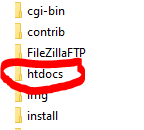 cgi-bin
contrib
FileZillaFTP
htdocs
img
install